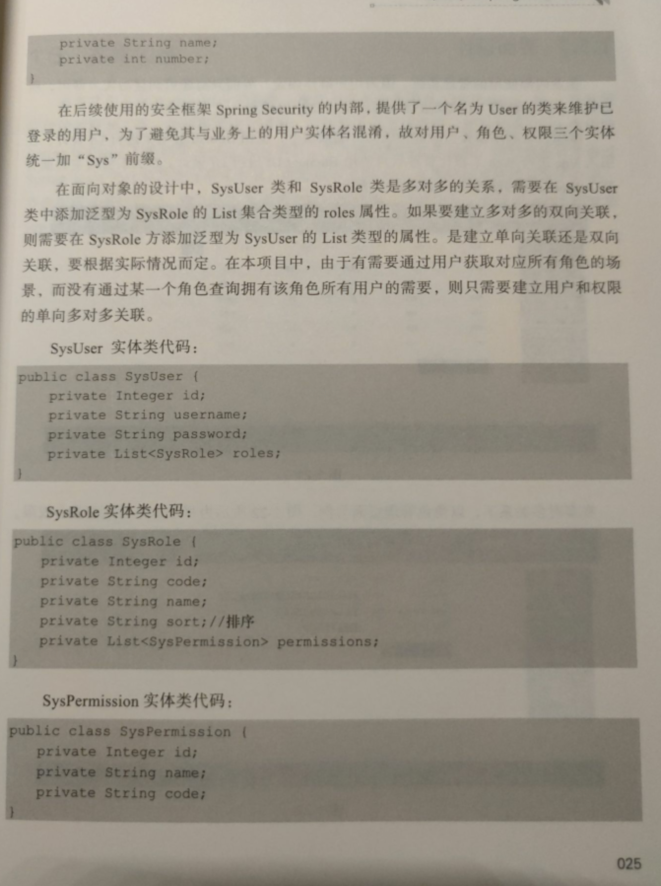 private String name;
private int number;
}
在后续使用的安全框架 Spring Security 的内部，提供了一个名为 User 的类来维护已
登录的用户，为了避免其与业务上的用户实体名混淆，故对用户、角色、权限三个实体
统一加“Sys”前缀。
在面向对象的设计中，SysUser 类和 SysRole 类是多对多的关系，需要在 SysUser
类中添加泛型为 SysRole 的 List 集合类型的 roles 属性。如果要建立多对多的双向关联，
则需要在 SysRole 方添加泛型为 SysUser 的 List 类型的属性。是建立单向关联还是双向
关联，要根据实际情况而定。在本项目中，由于有需要通过用户获取对应所有角色的场
景，而没有通过某一个角色查询拥有该角色所有用户的需要，则只需要建立用户和权限
的单向多对多关联。
SysUser 实体类代码：
public class SysUser {
private Integer id;
private String username;
private String password;
private List<SysRole> roles;
}
SysRole 实体类代码：
public class SysRole {
private Integer id;
private String code;
private String name;
private String sort;//排序
private List<SysPermission> permissions;
}
SysPermission 实体类代码：
public class SysPermission {
private Integer id;
private String name;
private String code;
}
025